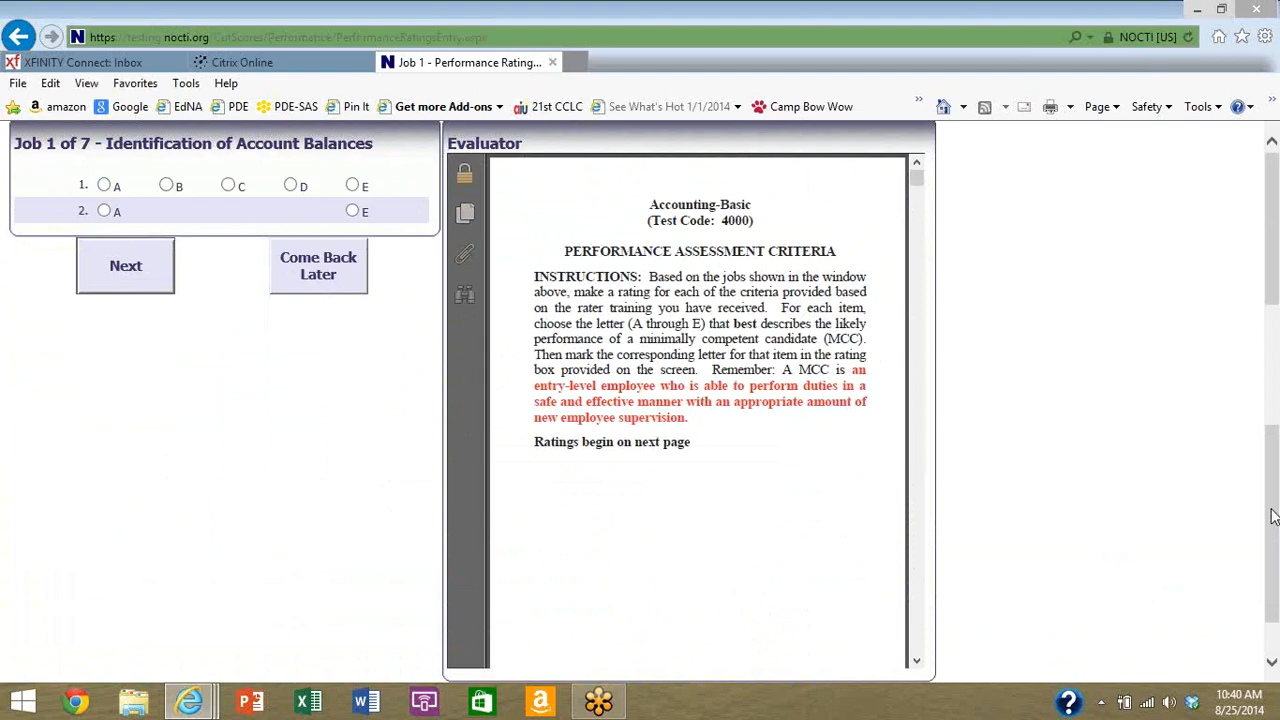 https://testing.nocti.org/CutScores/Performance/PerformanceRatingsEntry.aspx
NOCTI [US]
XFINITY Connect: Inbox
Citrix Online
Job 1 - Performance Rating...
File Edit View Favorites Tools Help
amazon Google EdNA PDE PDE-SAS Pin It Get more Add-ons 21st CCLC See What's Hot 1/1/2014 Camp Bow Wow » Page Safety Tools »
Job 1 of 7 - Identification of Account Balances
1. A B C D E
2. A E
Next
Come Back
Later
Evaluator
Accounting-Basic
(Test Code: 4000)
PERFORMANCE ASSESSMENT CRITERIA
INSTRUCTIONS: Based on the jobs shown in the window
above, make a rating for each of the criteria provided based
on the rater training you have received. For each item,
choose the letter (A through E) that best describes the likely
performance of a minimally competent candidate (MCC).
Then mark the corresponding letter for that item in the rating
box provided on the screen. Remember: A MCC is an
entry-level employee who is able to perform duties in a
safe and effective manner with an appropriate amount of
new employee supervision.
Ratings begin on next page
10:40 AM
8/25/2014